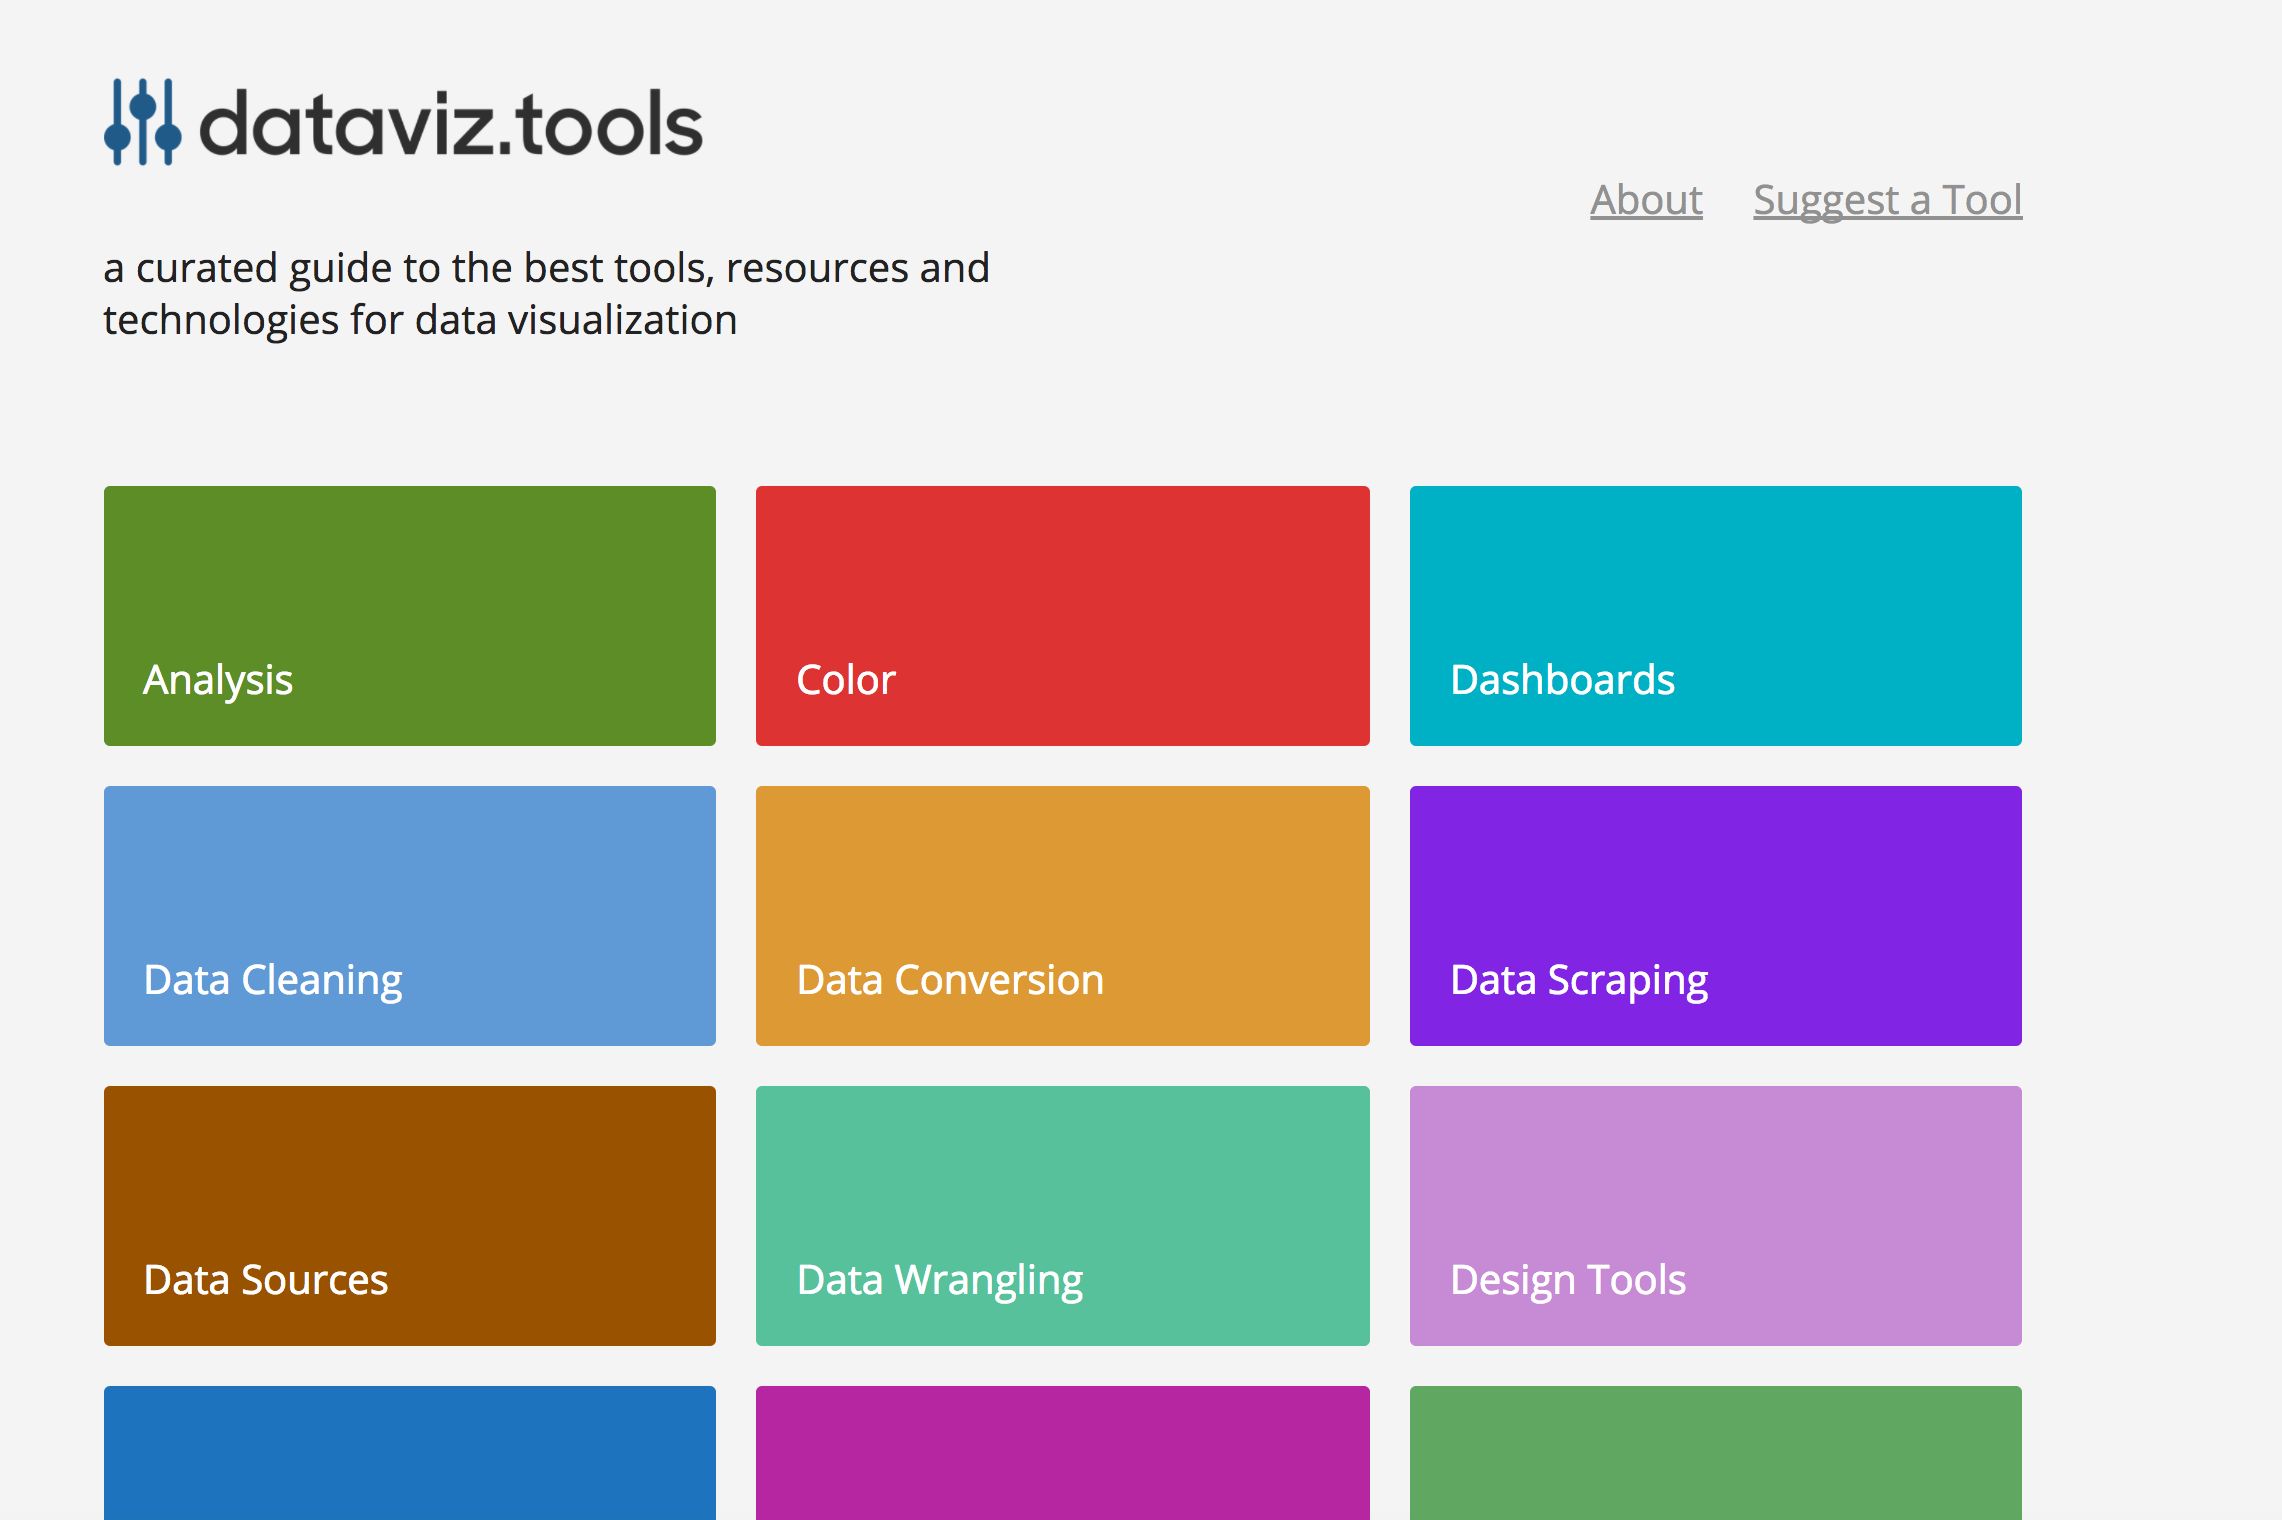 dataviz.tools
About Suggest a Tool
a curated guide to the best tools, resources and
technologies for data visualization
Analysis
Color
Dashboards
Data Cleaning
Data Conversion
Data Scraping
Data Sources
Data Wrangling
Design Tools